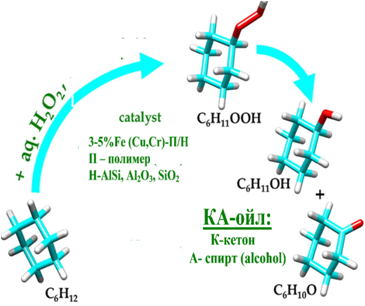 C₆H₁₁OOH
+ aq. H₂O₂,
catalyst
3-5%Fe (Cu,Cr)-П/Н
П – полимер
H-AlSi, Al₂O₃, SiO₂
C₆H₁₁OH
+
КА-ойл:
К-кетон
А- спирт (alcohol)
C₆H₁₂
C₆H₁₀O